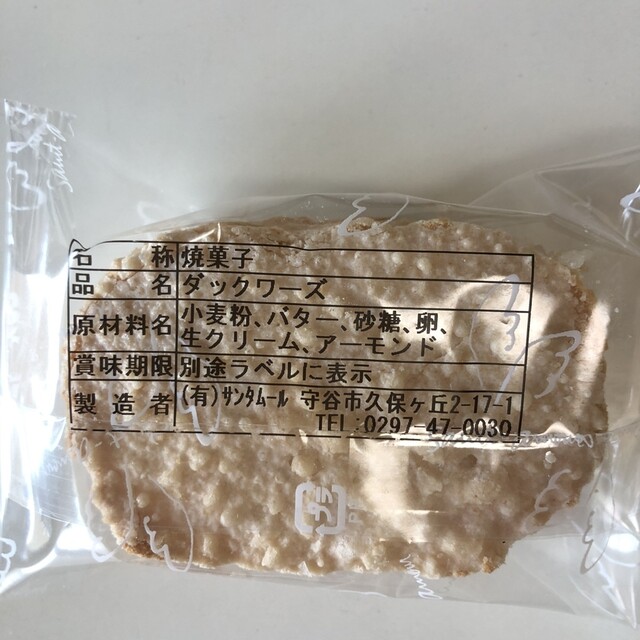 名 称 焼菓子
品 名 ダックワーズ
原材料名 小麦粉、バター、砂糖、卵、
生クリーム、アーモンド
賞味期限 別途ラベルに表示
製造者 (有)サンタムール 守谷市久保ヶ丘2-17-1
TEL:0297-47-0030
プラ